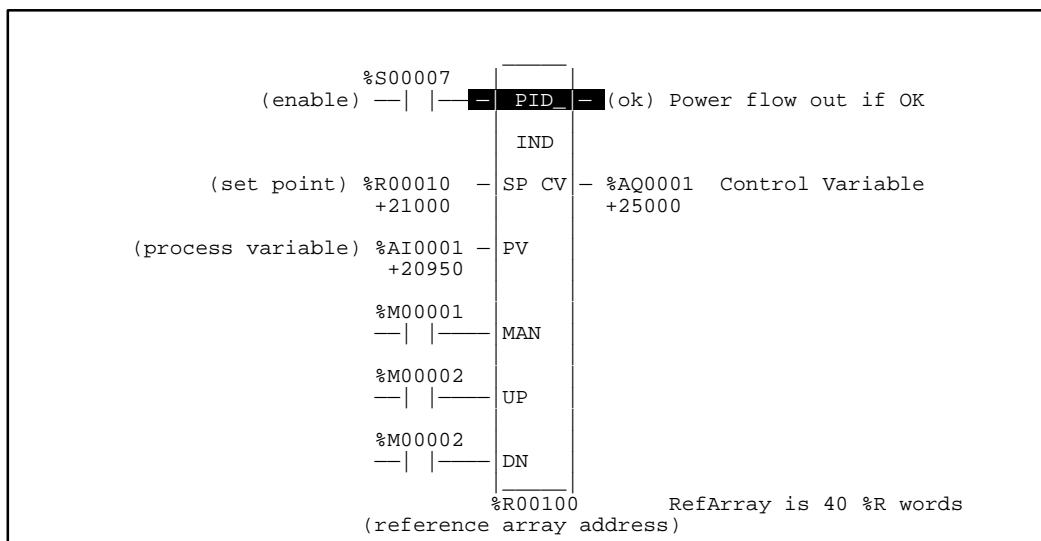 %S00007
(enable) PID_ (ok) Power flow out if OK
IND
(set point) %R00010 SP CV %AQ0001 Control Variable
+21000 +25000
(process variable) %AI0001 PV
+20950
%M00001
MAN
%M00002
UP
%M00002
DN
%R00100 RefArray is 40 %R words
(reference array address)